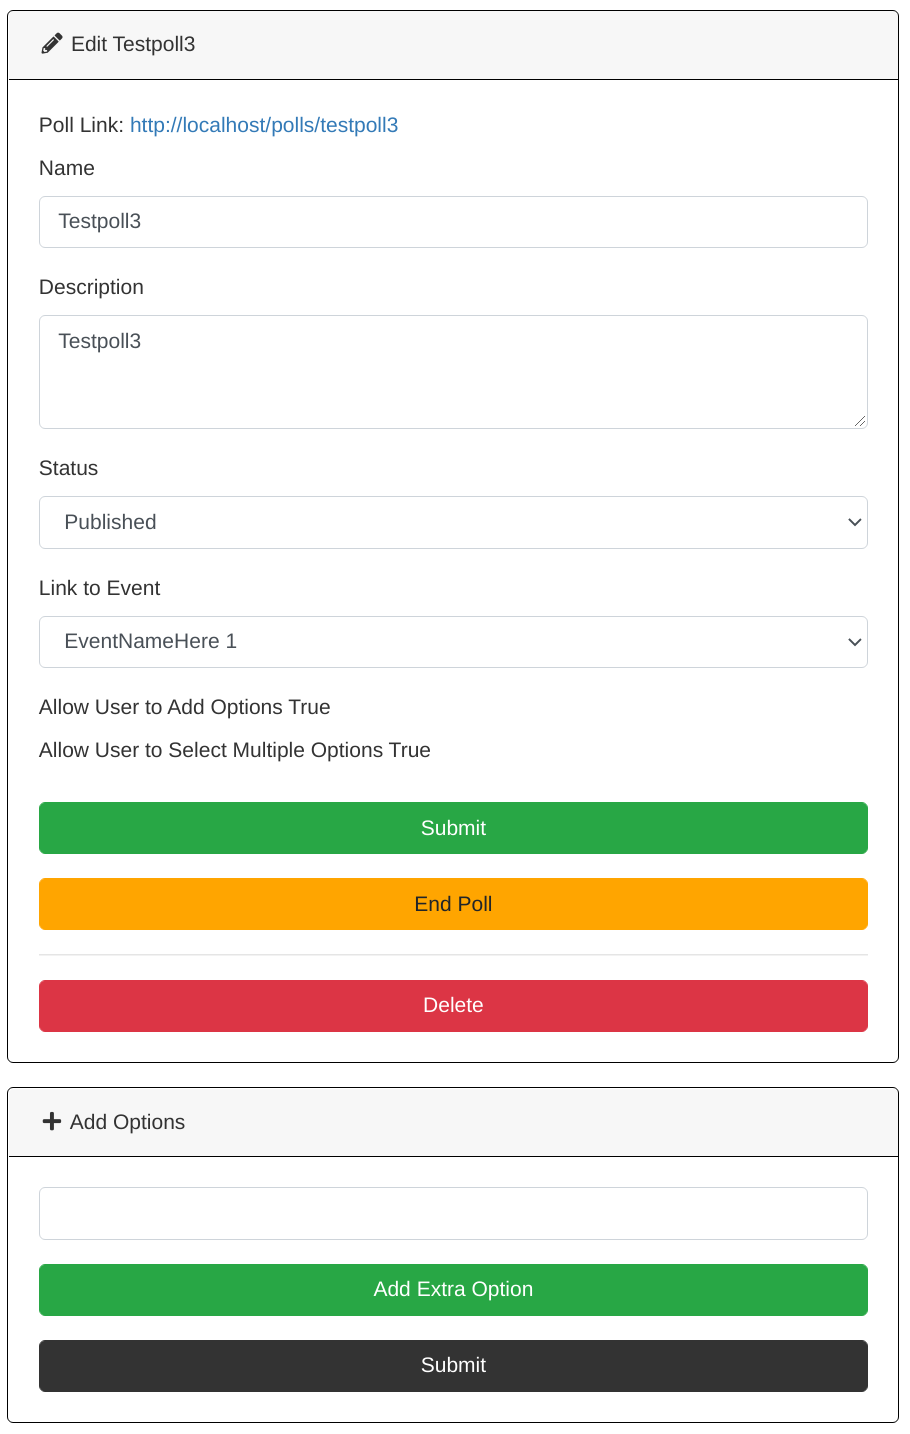 Edit Testpoll3
Poll Link: http://localhost/polls/testpoll3
Name
Testpoll3
Description
Testpoll3
Status
Published
Link to Event
EventNameHere 1
Allow User to Add Options True
Allow User to Select Multiple Options True
Submit
End Poll
Delete
Add Options
Add Extra Option
Submit